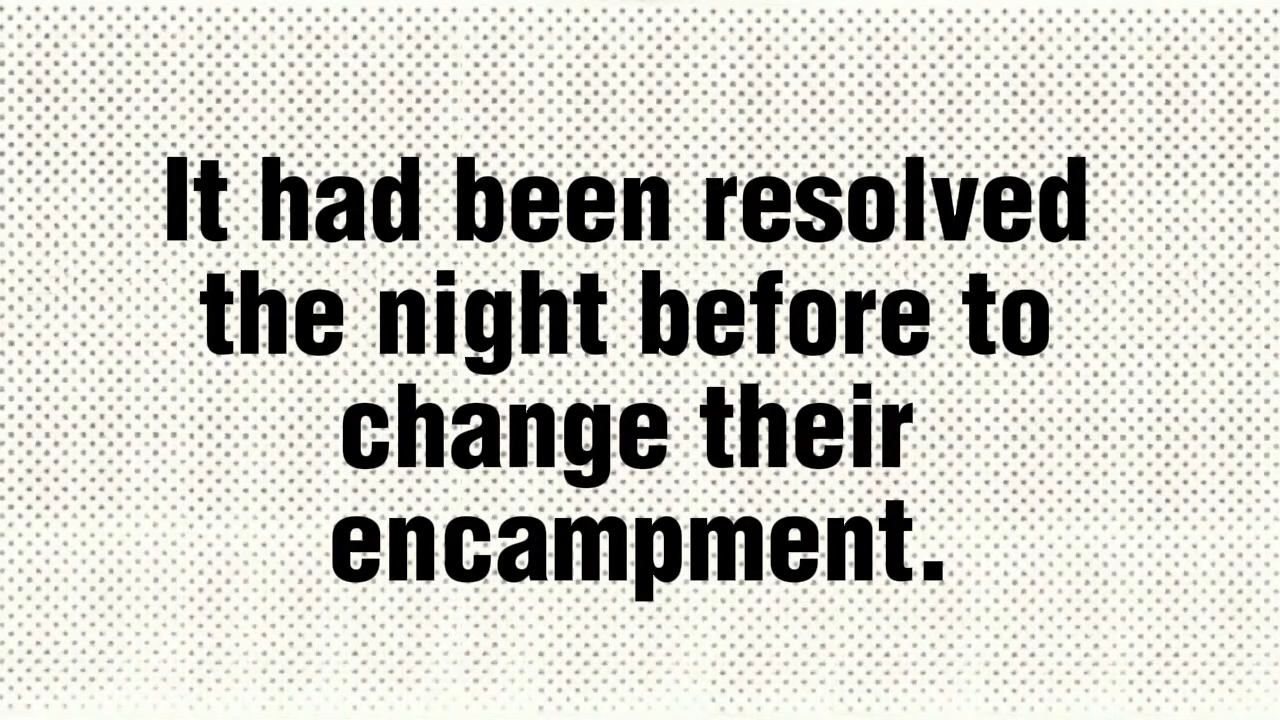 It had been resolved
the night before to
change their
encampment.